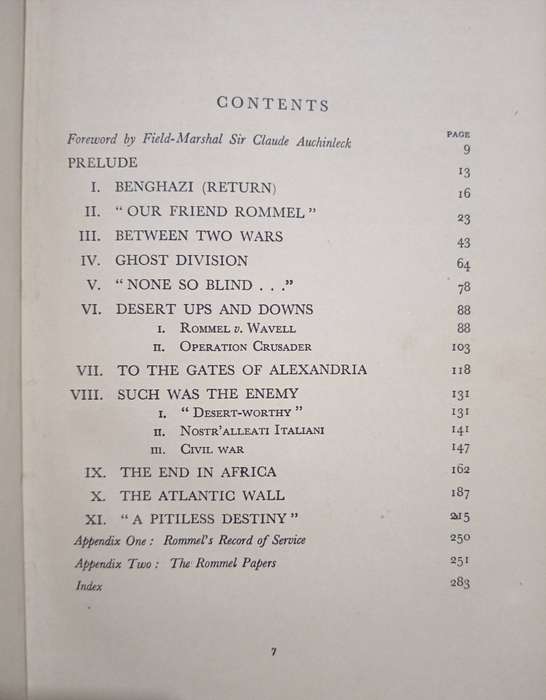 CONTENTS
PAGE
Foreword by Field-Marshal Sir Claude Auchinleck 9
PRELUDE 13
I. BENGHAZI (RETURN) 16
II. “ OUR FRIEND ROMMEL ” 23
III. BETWEEN TWO WARS 43
IV. GHOST DIVISION 64
V. “ NONE SO BLIND . . .” 78
VI. DESERT UPS AND DOWNS 88
I. ROMMEL v. WAVELL 88
II. OPERATION CRUSADER 103
VII. TO THE GATES OF ALEXANDRIA 118
VIII. SUCH WAS THE ENEMY 131
I. “ DESERT-WORTHY ” 131
II. NOSTR’ALLEATI ITALIANI 141
III. CIVIL WAR 147
IX. THE END IN AFRICA 162
X. THE ATLANTIC WALL 187
XI. “ A PITILESS DESTINY ” 215
Appendix One : Rommel’s Record of Service 250
Appendix Two : The Rommel Papers 251
Index 283
7